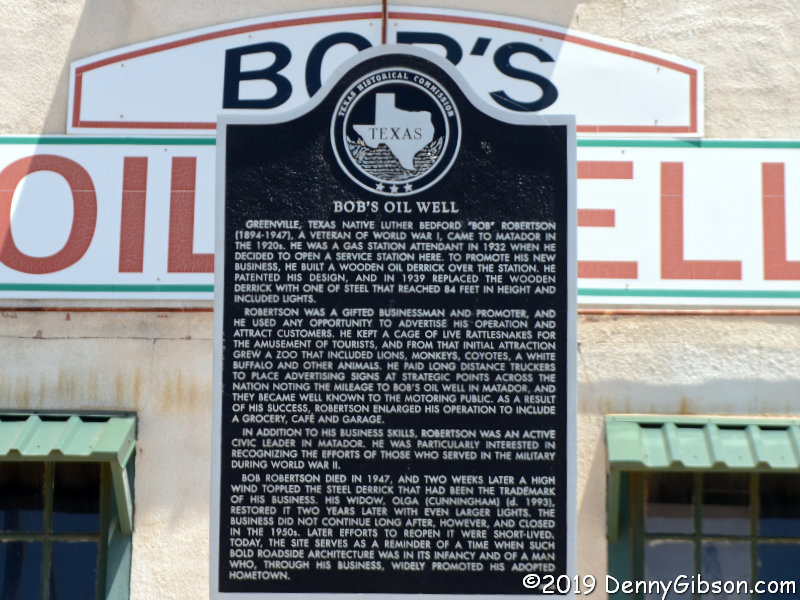 BOB'S
OIL WELL
TEXAS HISTORICAL COMMISSION
TEXAS
BOB'S OIL WELL
GREENVILLE, TEXAS NATIVE LUTHER BEDFORD "BOB" ROBERTSON
(1894-1947), A VETERAN OF WORLD WAR I, CAME TO MATADOR IN
THE 1920s. HE WAS A GAS STATION ATTENDANT IN 1932 WHEN HE
DECIDED TO OPEN A SERVICE STATION HERE. TO PROMOTE HIS NEW
BUSINESS, HE BUILT A WOODEN OIL DERRICK OVER THE STATION. HE
PATENTED HIS DESIGN, AND IN 1939 REPLACED THE WOODEN
DERRICK WITH ONE OF STEEL THAT REACHED 84 FEET IN HEIGHT AND
INCLUDED LIGHTS.
ROBERTSON WAS A GIFTED BUSINESSMAN AND PROMOTER, AND
HE USED ANY OPPORTUNITY TO ADVERTISE HIS OPERATION AND
ATTRACT CUSTOMERS. HE KEPT A CAGE OF LIVE RATTLESNAKES FOR
THE AMUSEMENT OF TOURISTS, AND FROM THAT INITIAL ATTRACTION
GREW A ZOO THAT INCLUDED LIONS, MONKEYS, COYOTES, A WHITE
BUFFALO AND OTHER ANIMALS. HE PAID LONG DISTANCE TRUCKERS
TO PLACE ADVERTISING SIGNS AT STRATEGIC POINTS ACROSS THE
NATION NOTING THE MILEAGE TO BOB'S OIL WELL IN MATADOR, AND
THEY BECAME WELL KNOWN TO THE MOTORING PUBLIC. AS A RESULT
OF HIS SUCCESS, ROBERTSON ENLARGED HIS OPERATION TO INCLUDE
A GROCERY, CAFÉ AND GARAGE.
IN ADDITION TO HIS BUSINESS SKILLS, ROBERTSON WAS AN ACTIVE
CIVIC LEADER IN MATADOR. HE WAS PARTICULARLY INTERESTED IN
RECOGNIZING THE EFFORTS OF THOSE WHO SERVED IN THE MILITARY
DURING WORLD WAR II.
BOB ROBERTSON DIED IN 1947, AND TWO WEEKS LATER A HIGH
WIND TOPPLED THE STEEL DERRICK THAT HAD BEEN THE TRADEMARK
OF HIS BUSINESS. HIS WIDOW, OLGA (CUNNINGHAM) (d. 1993),
RESTORED IT TWO YEARS LATER WITH EVEN LARGER LIGHTS. THE
BUSINESS DID NOT CONTINUE LONG AFTER, HOWEVER, AND CLOSED
IN THE 1950s. LATER EFFORTS TO REOPEN IT WERE SHORT-LIVED.
TODAY, THE SITE SERVES AS A REMINDER OF A TIME WHEN SUCH
BOLD ROADSIDE ARCHITECTURE WAS IN ITS INFANCY AND OF A MAN
WHO, THROUGH HIS BUSINESS, WIDELY PROMOTED HIS ADOPTED
HOMETOWN.
©2019 DennyGibson.com